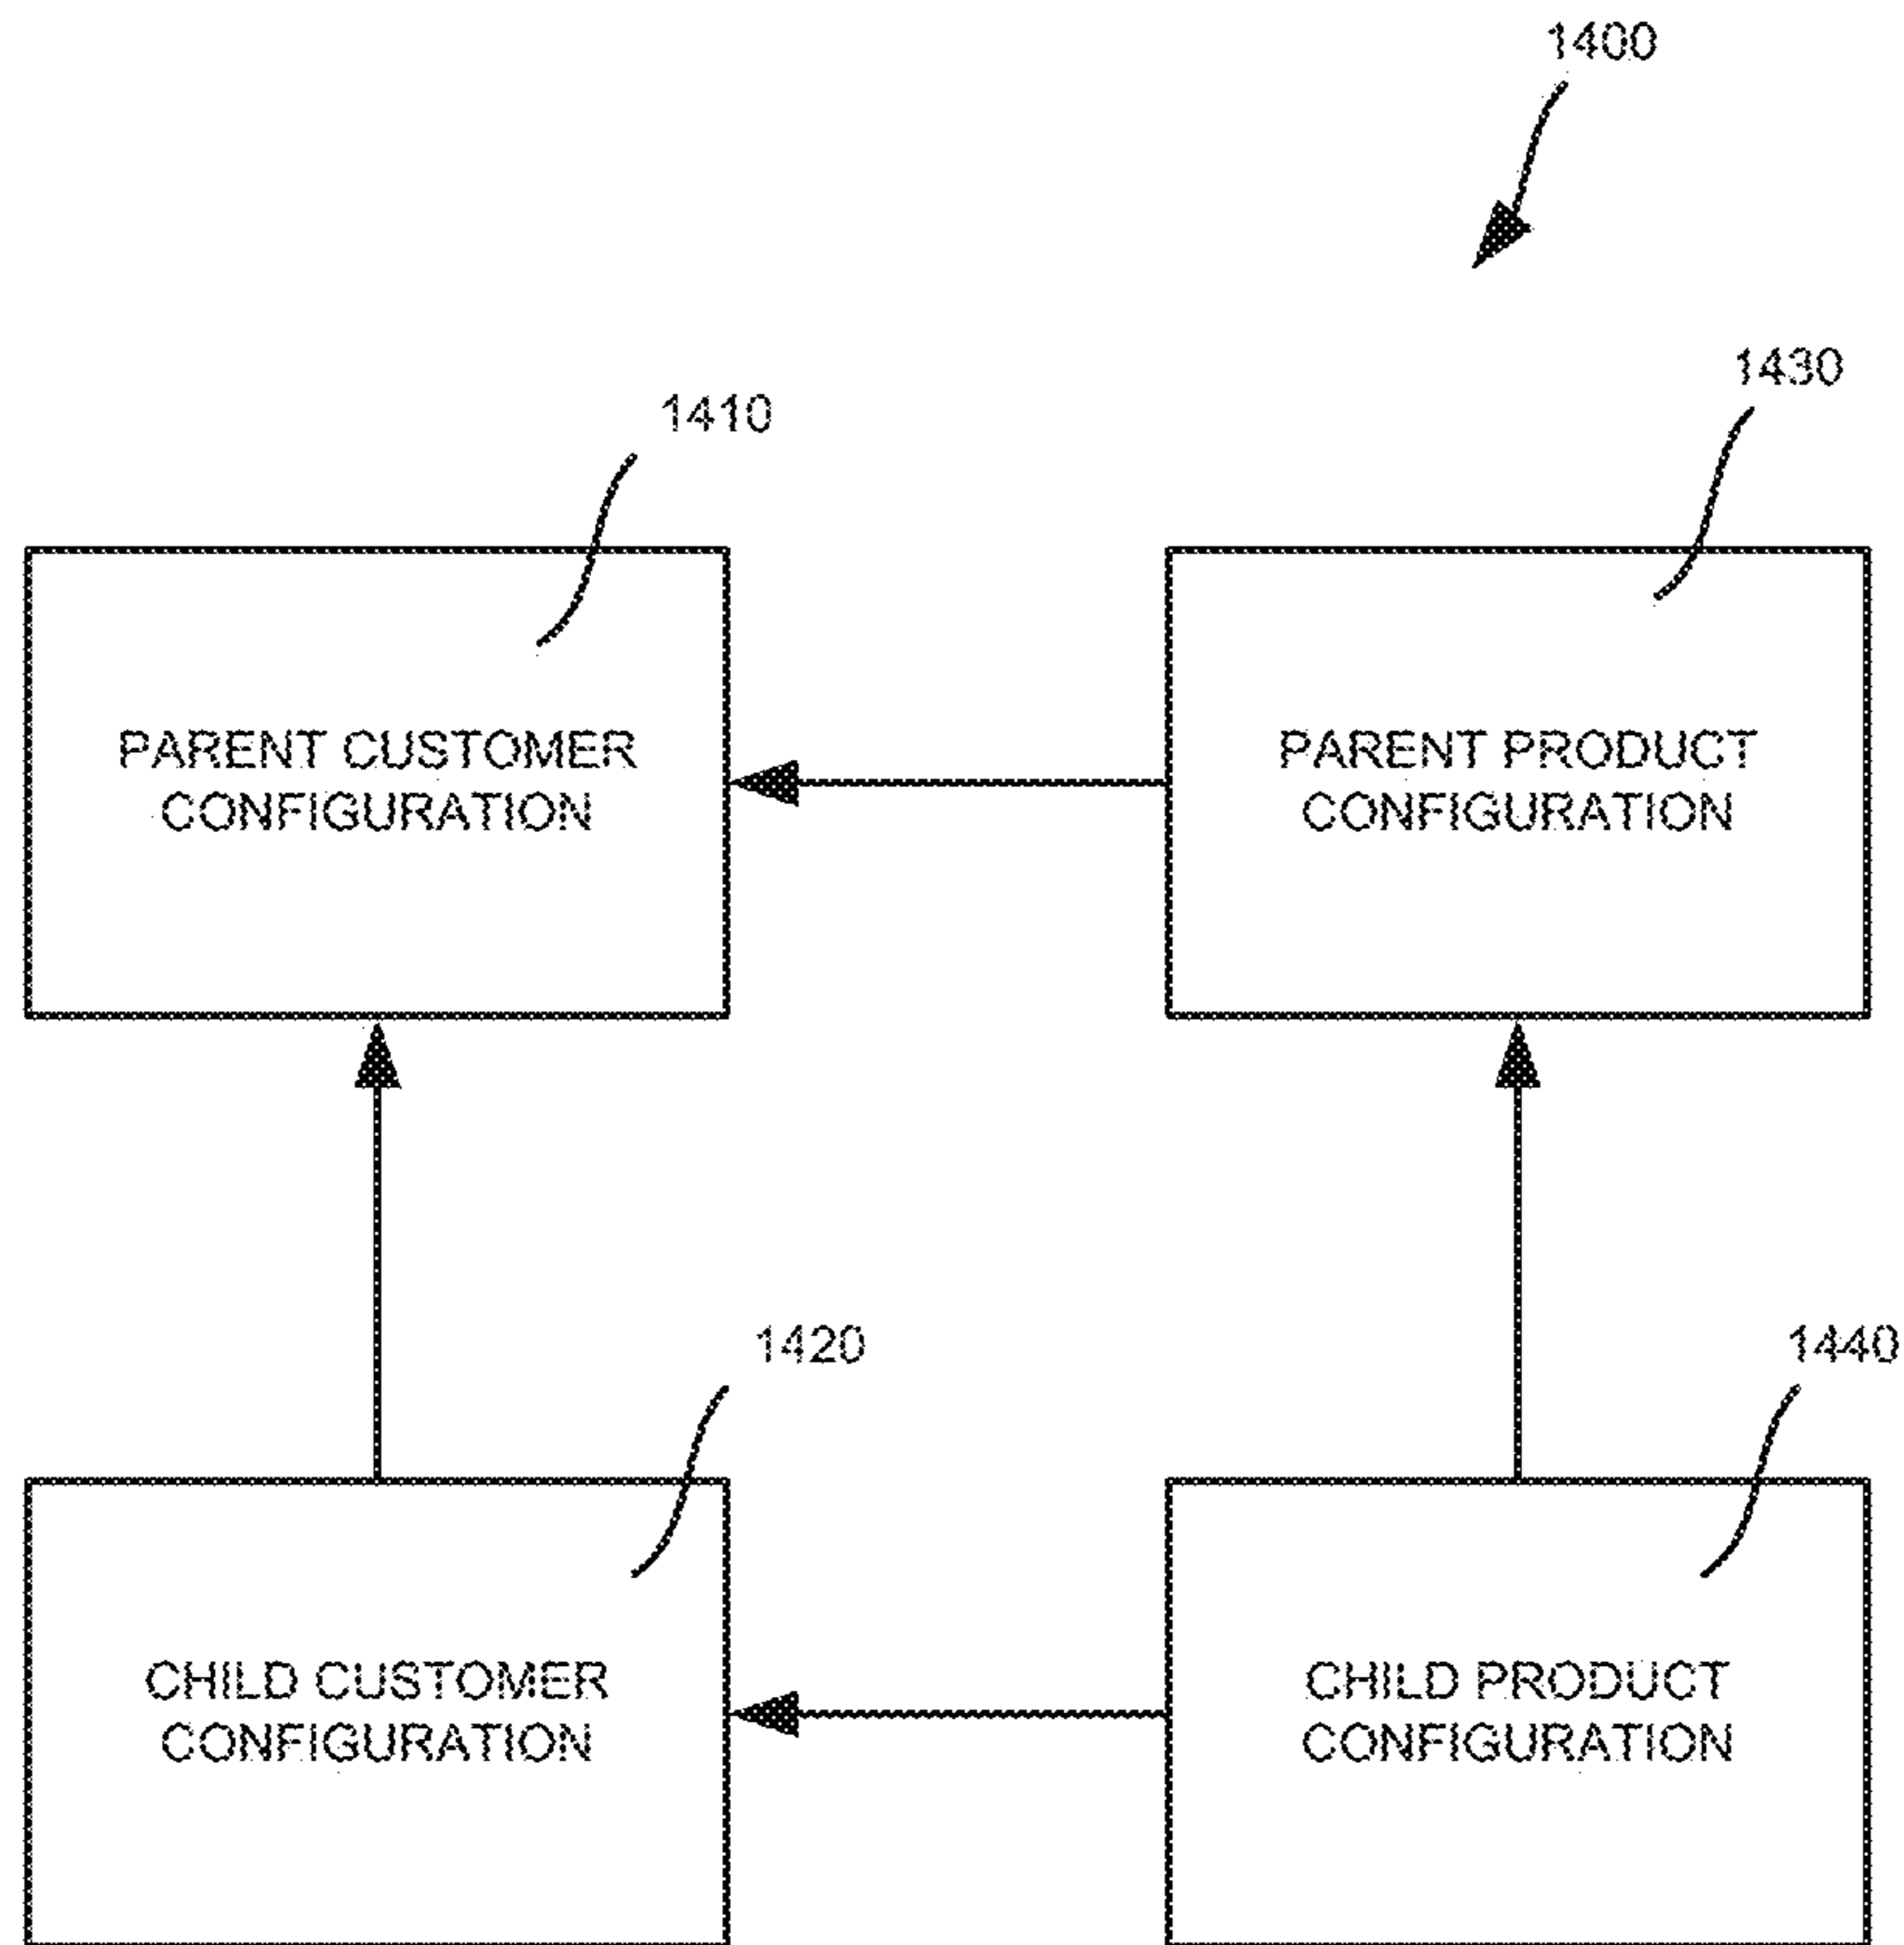 1400
1430
1410
PARENT CUSTOMER
CONFIGURATION
PARENT PRODUCT
CONFIGURATION
1420
1440
CHILD CUSTOMER
CONFIGURATION
CHILD PRODUCT
CONFIGURATION